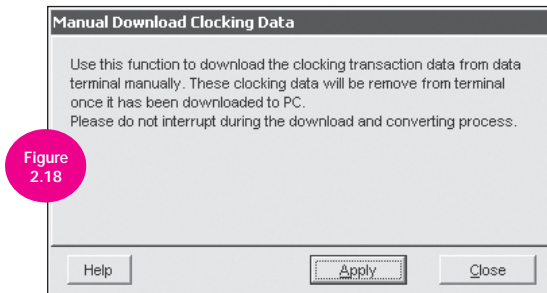 Manual Download Clocking Data
Use this function to download the clocking transaction data from data
terminal manually. These clocking data will be remove from terminal
once it has been downloaded to PC.
Please do not interrupt during the download and converting process.
Figure
2.18
Help
Apply
Close